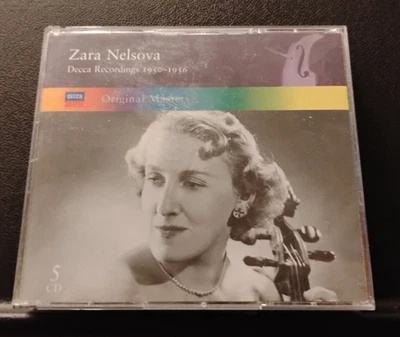 Zara Nelsova
Decca Recordings 1950–1956
DECCA
Original Masters
5
CD